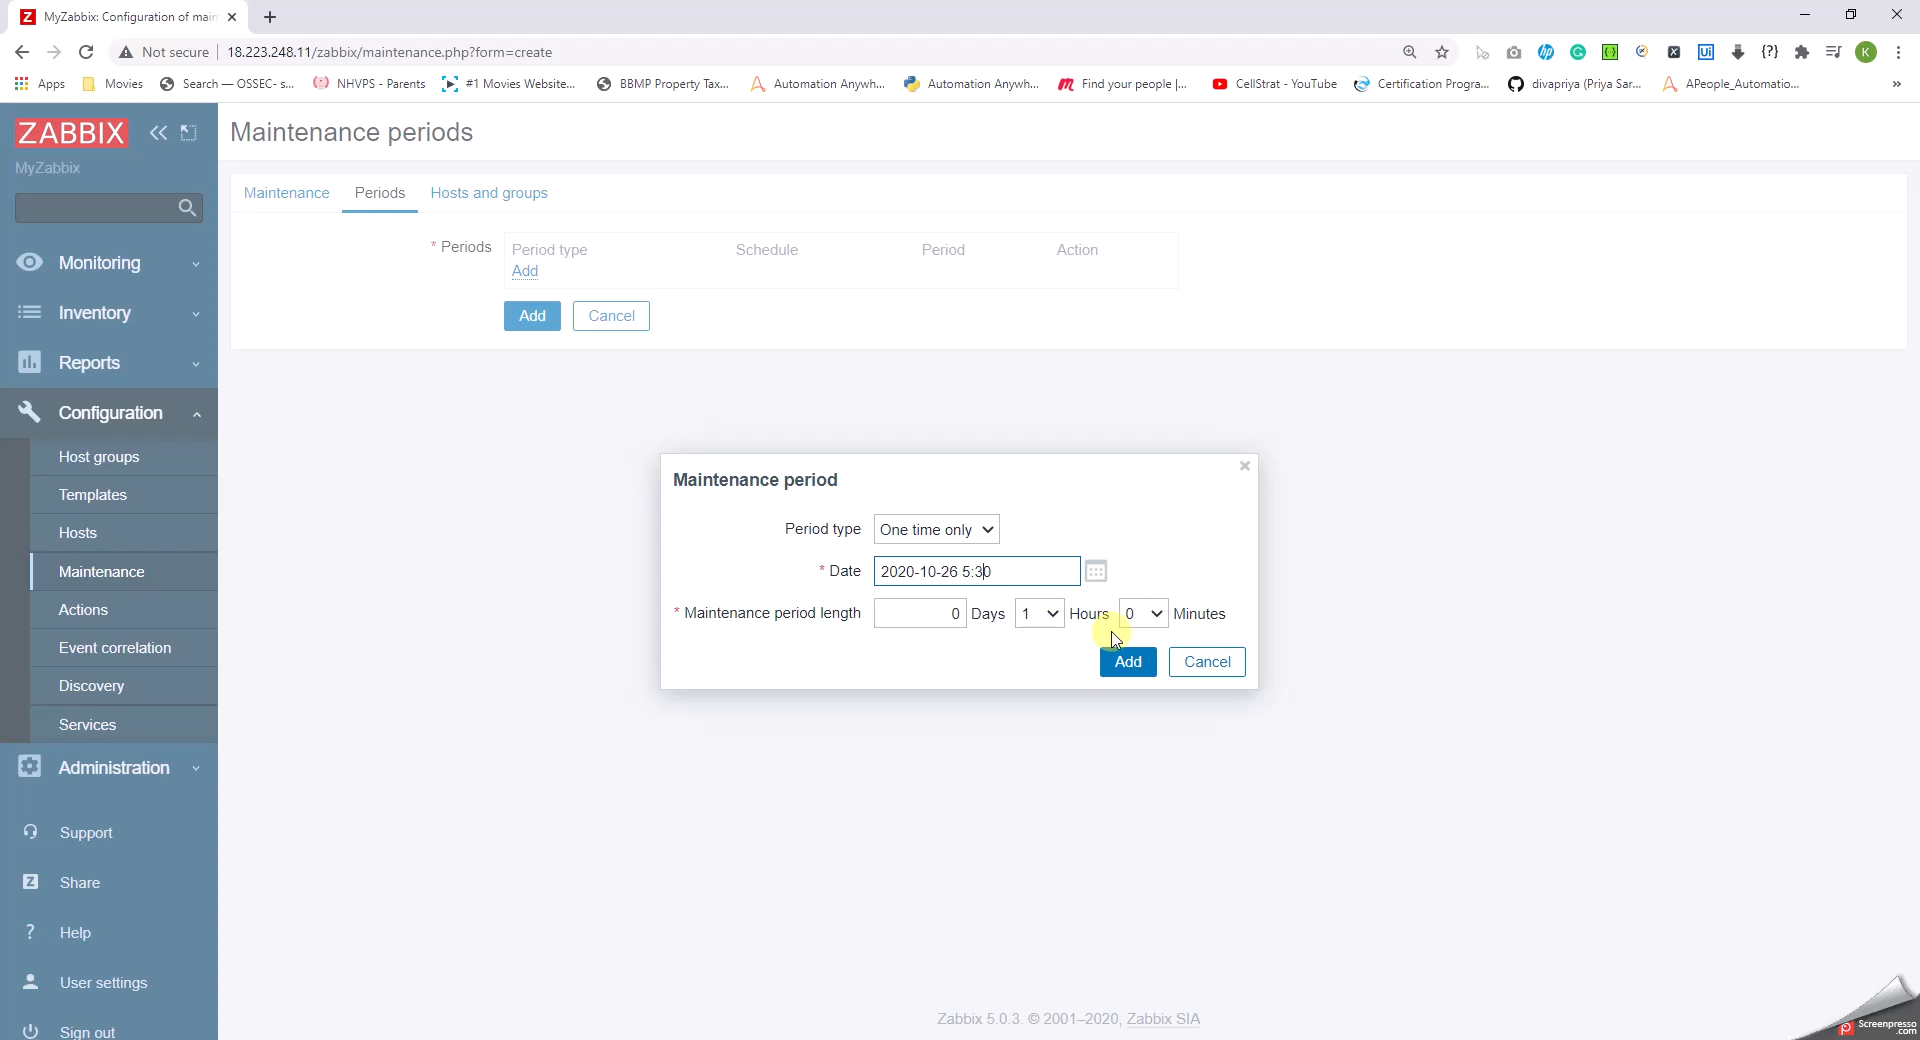 MyZabbix: Configuration of main
Not secure 18.223.248.11/zabbix/maintenance.php?form=create
Apps Movies Search — OSSEC- s... NHVPS - Parents #1 Movies Website... BBMP Property Tax... Automation Anywh... Automation Anywh... Find your people |... CellStrat - YouTube Certification Progra... divapriya (Priya Sar... APeople_Automatio... »
ZABBIX
MyZabbix
Maintenance periods
Maintenance Periods Hosts and groups
* Periods Period type Schedule Period Action
Add
Add Cancel
Monitoring
Inventory
Reports
Configuration
Host groups
Templates
Hosts
Maintenance
Actions
Event correlation
Discovery
Services
Administration
Support
Share
Help
User settings
Sign out
Maintenance period
Period type One time only
* Date 2020-10-26 5:30
* Maintenance period length 0 Days 1 Hours 0 Minutes
Add Cancel
Zabbix 5.0.3. © 2001–2020, Zabbix SIA
Screenpresso
.com